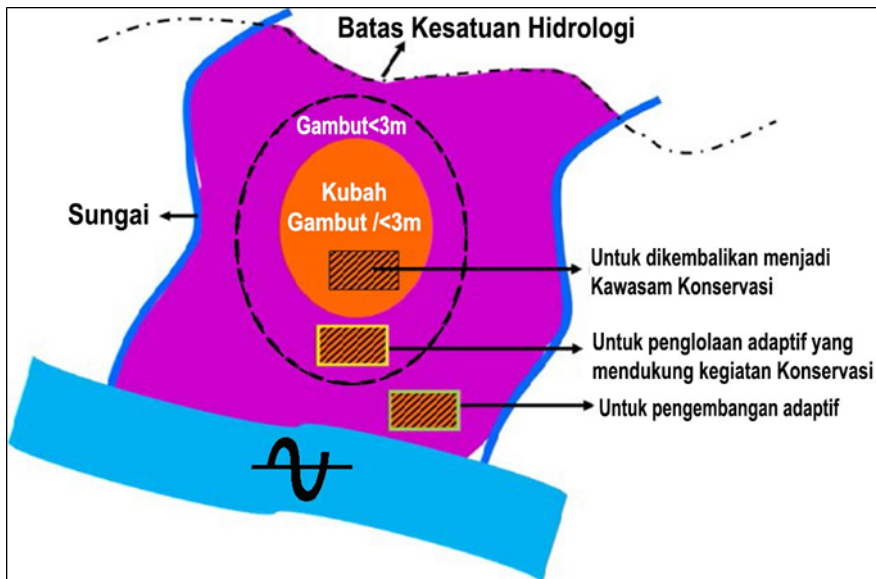 Batas Kesatuan Hidrologi
Gambut<3m
Kubah
Gambut /<3m
Sungai
Untuk dikembalikan menjadi
Kawasam Konservasi
Untuk penglolaan adaptif yang
mendukung kegiatan Konservasi
Untuk pengembangan adaptif